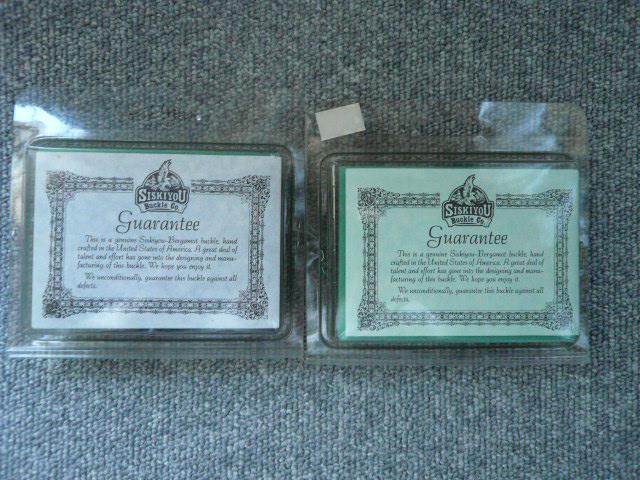 SISKIYOU
Buckle Co.
Guarantee
This is a genuine Siskiyou-Bergamot buckle, hand
crafted in the United States of America. A great deal of
talent and effort has gone into the designing and manu-
facturing of this buckle. We hope you enjoy it.
We unconditionally, guarantee this buckle against all
defects.
SISKIYOU
Buckle Co.
Guarantee
This is a genuine Siskiyou-Bergamot buckle, hand
crafted in the United States of America. A great deal of
talent and effort has gone into the designing and manu-
facturing of this buckle. We hope you enjoy it.
We unconditionally, guarantee this buckle against all
defects.